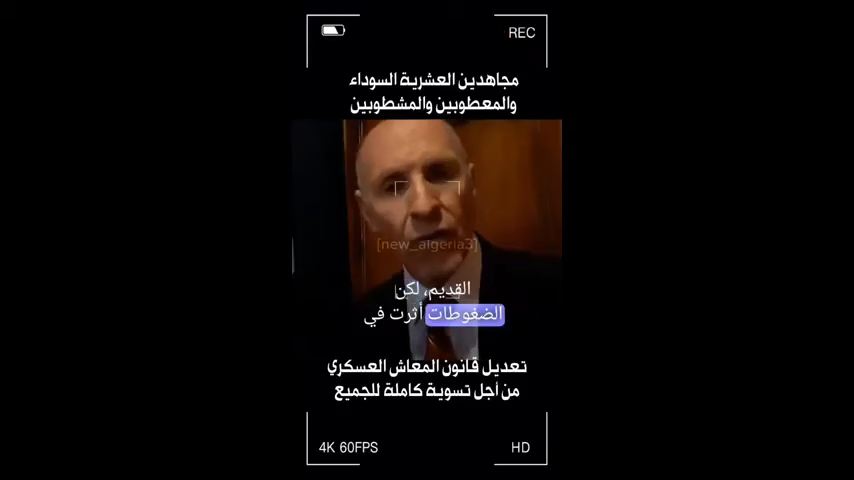 REC
مجاهدين العشرية السوداء
والمعطوبين والمشطوبين
[new_algeria3]
القديم، لكن
الضغوطات أثرت في
تعديل قانون المعاش العسكري
من أجل تسوية كاملة للجميع
4K 60FPS
HD